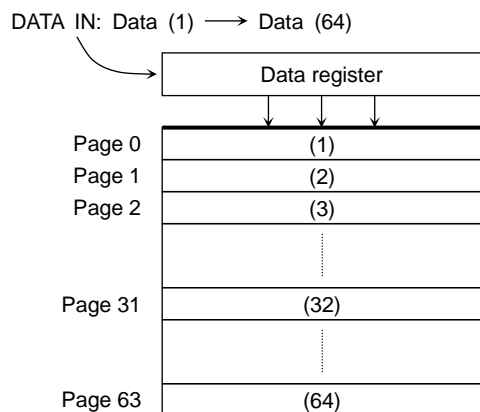 DATA IN: Data (1) ⟶ Data (64)
Data register
Page 0 (1)
Page 1 (2)
Page 2 (3)
Page 31 (32)
Page 63 (64)